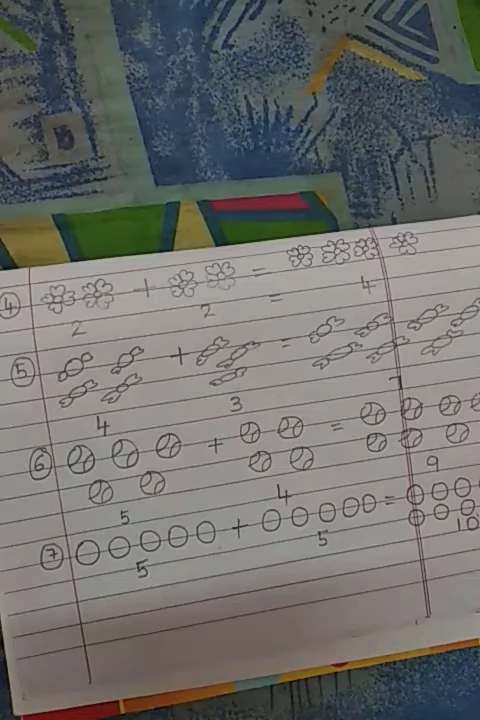 ④ + =
2 2 = 4
⑤ + =
4 3 7
⑥ + =
5 4 9
⑦ + =
5 5 10